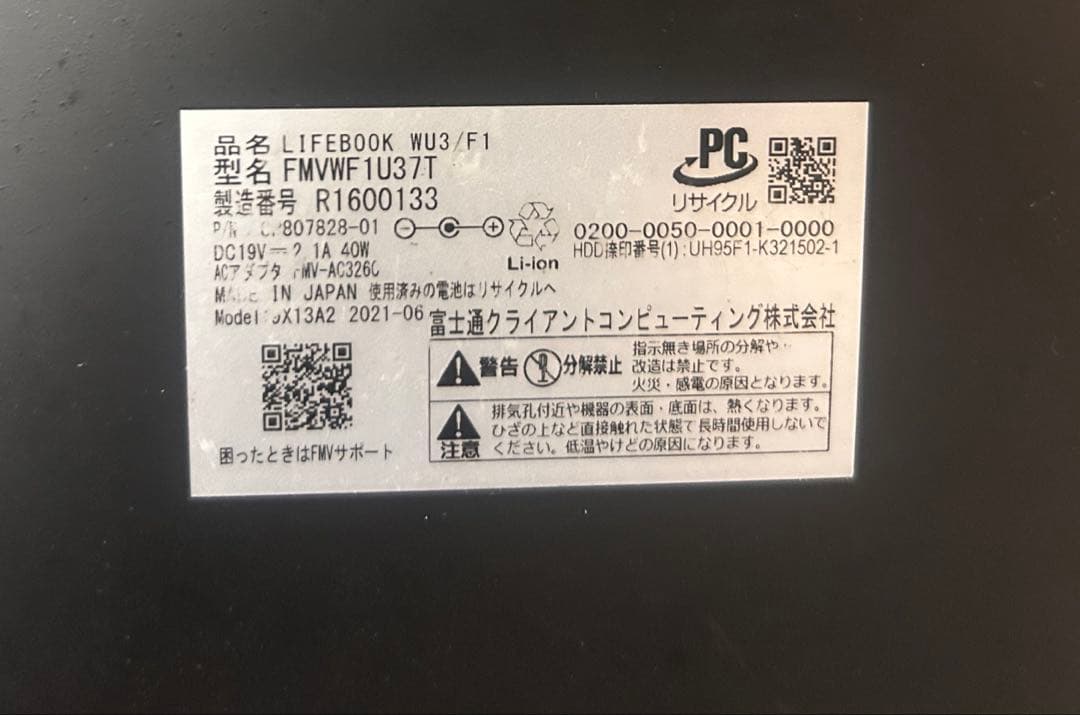 品名 LIFEBOOK WU3/F1
型名 FMVWF1U37T
製造番号 R1600133
P/N 807828-01
DC19V 2.1A 40W
ACアダプタ FMV-AC326C
MADE IN JAPAN 使用済みの電池はリサイクルへ
Model 2021-06
Li-ion
PC
リサイクル
0200-0050-0001-0000
HDD捺印番号(1):UH95F1-K321502-1
富士通クライアントコンピューティング株式会社
警告 分解禁止
指示無き場所の分解や・
改造は禁止です。
火災・感電の原因となります。
注意
排気孔付近や機器の表面・底面は、熱くなります。
ひざの上など直接触れた状態で長時間使用しないで
ください。低温やけどの原因になります。
困ったときはFMVサポート